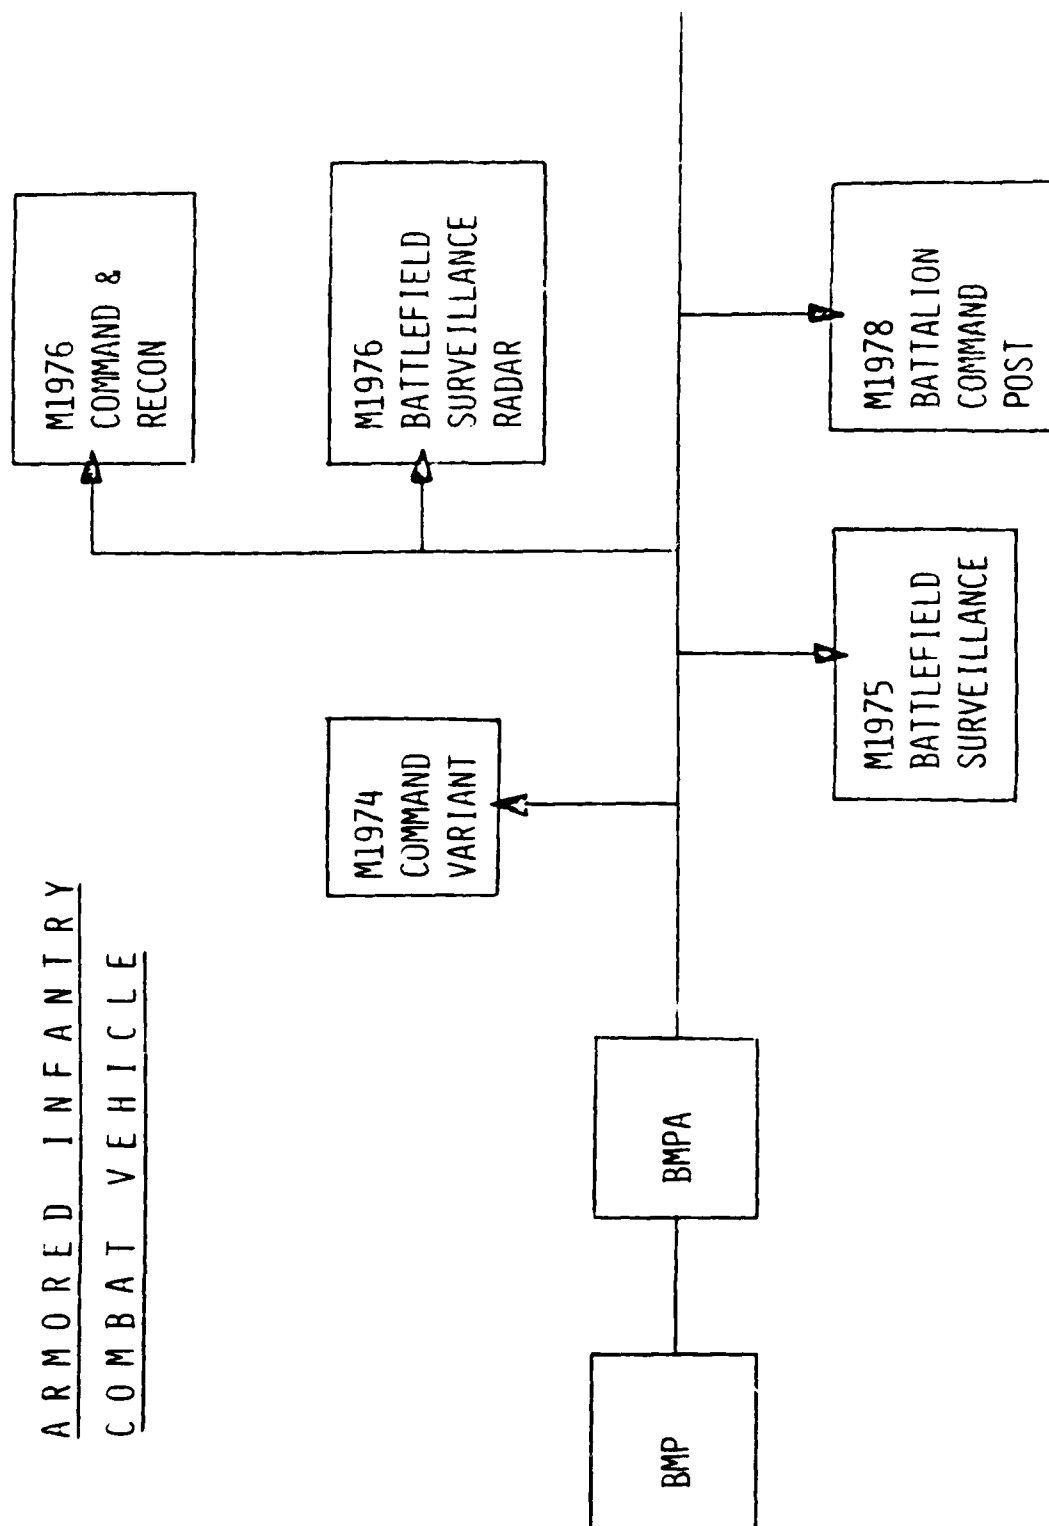 ARMORED INFANTRY
COMBAT VEHICLE
BMP
BMPA
M1974
COMMAND
VARIANT
M1976
COMMAND &
RECON
M1976
BATTLEFIELD
SURVEILLANCE
RADAR
M1975
BATTLEFIELD
SURVEILLANCE
M1978
BATTALION
COMMAND
POST